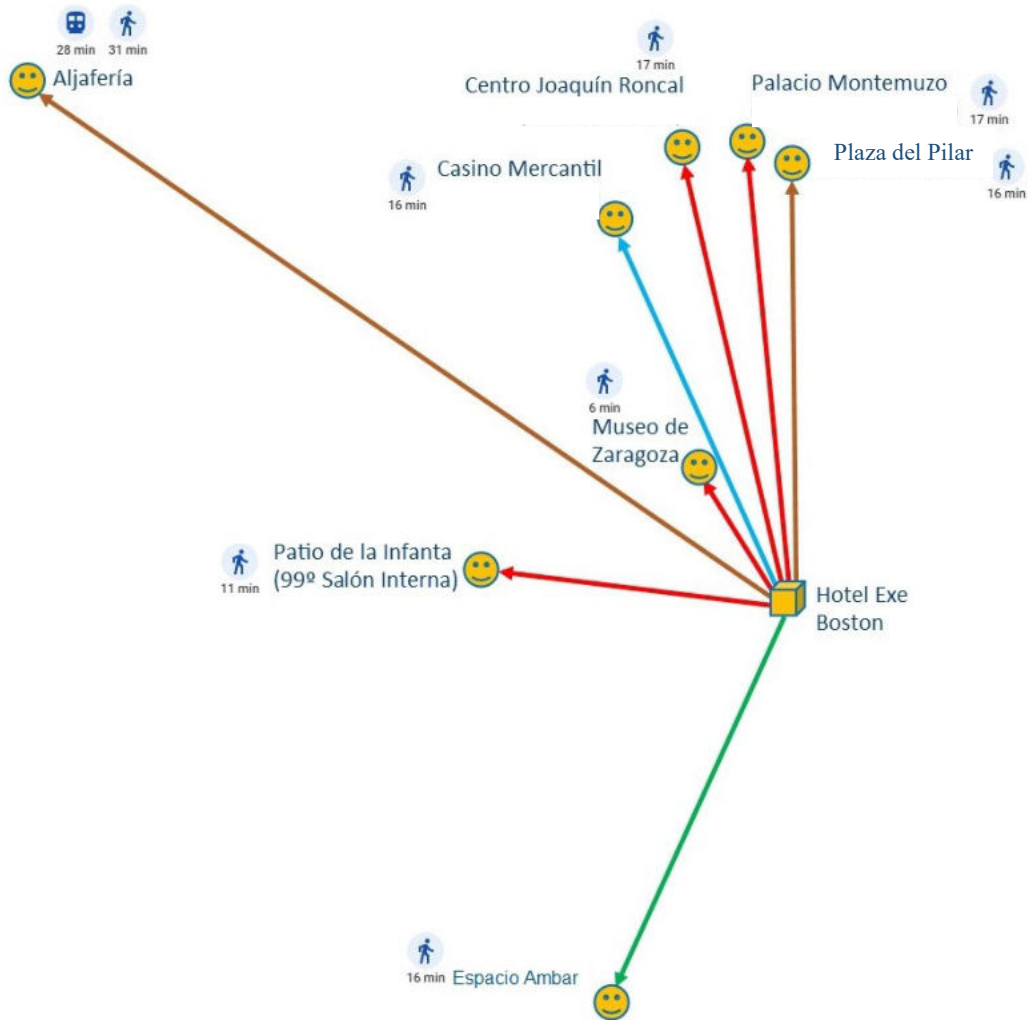 28 min 31 min
Aljafería
17 min
Centro Joaquín Roncal
Palacio Montemuzo
17 min
Plaza del Pilar
16 min
Casino Mercantil
16 min
6 min
Museo de
Zaragoza
Patio de la Infanta
(99º Salón Interna)
11 min
Hotel Exe
Boston
16 min Espacio Ambar